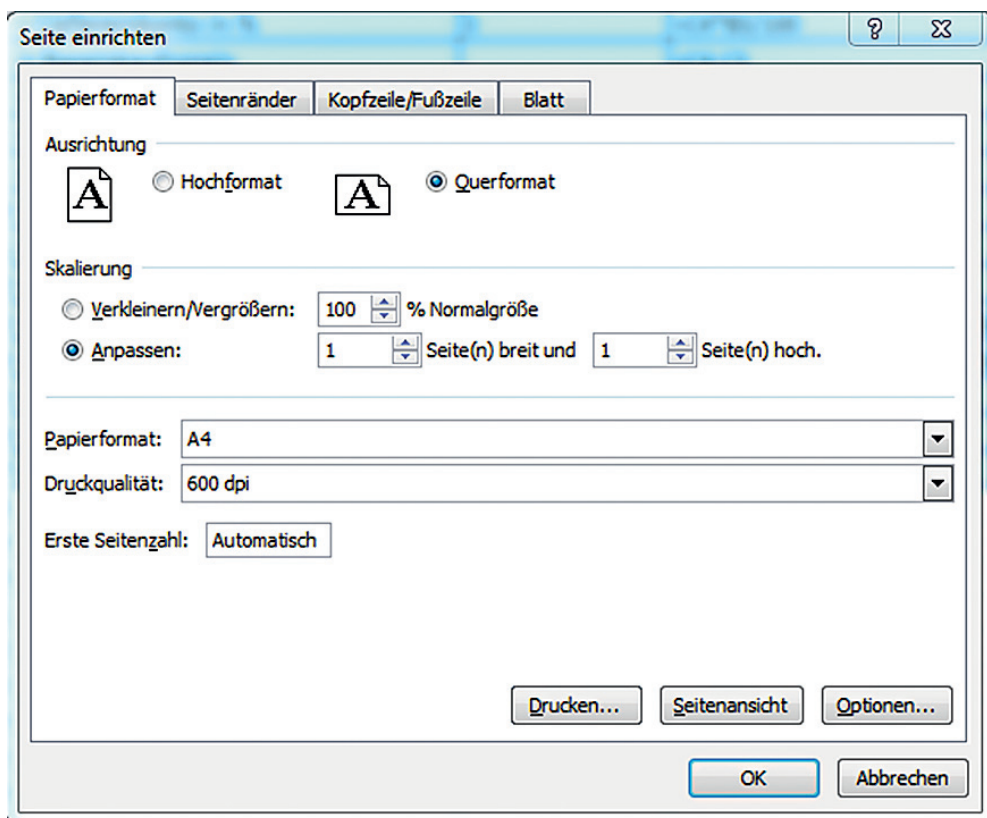 Seite einrichten
Papierformat Seitenränder Kopfzeile/Fußzeile Blatt
Ausrichtung
A Hochformat A Querformat
Skalierung
Verkleinern/Vergrößern: 100 % Normalgröße
Anpassen: 1 Seite(n) breit und 1 Seite(n) hoch.
Papierformat: A4
Druckqualität: 600 dpi
Erste Seitenzahl: Automatisch
Drucken... Seitenansicht Optionen...
OK Abbrechen